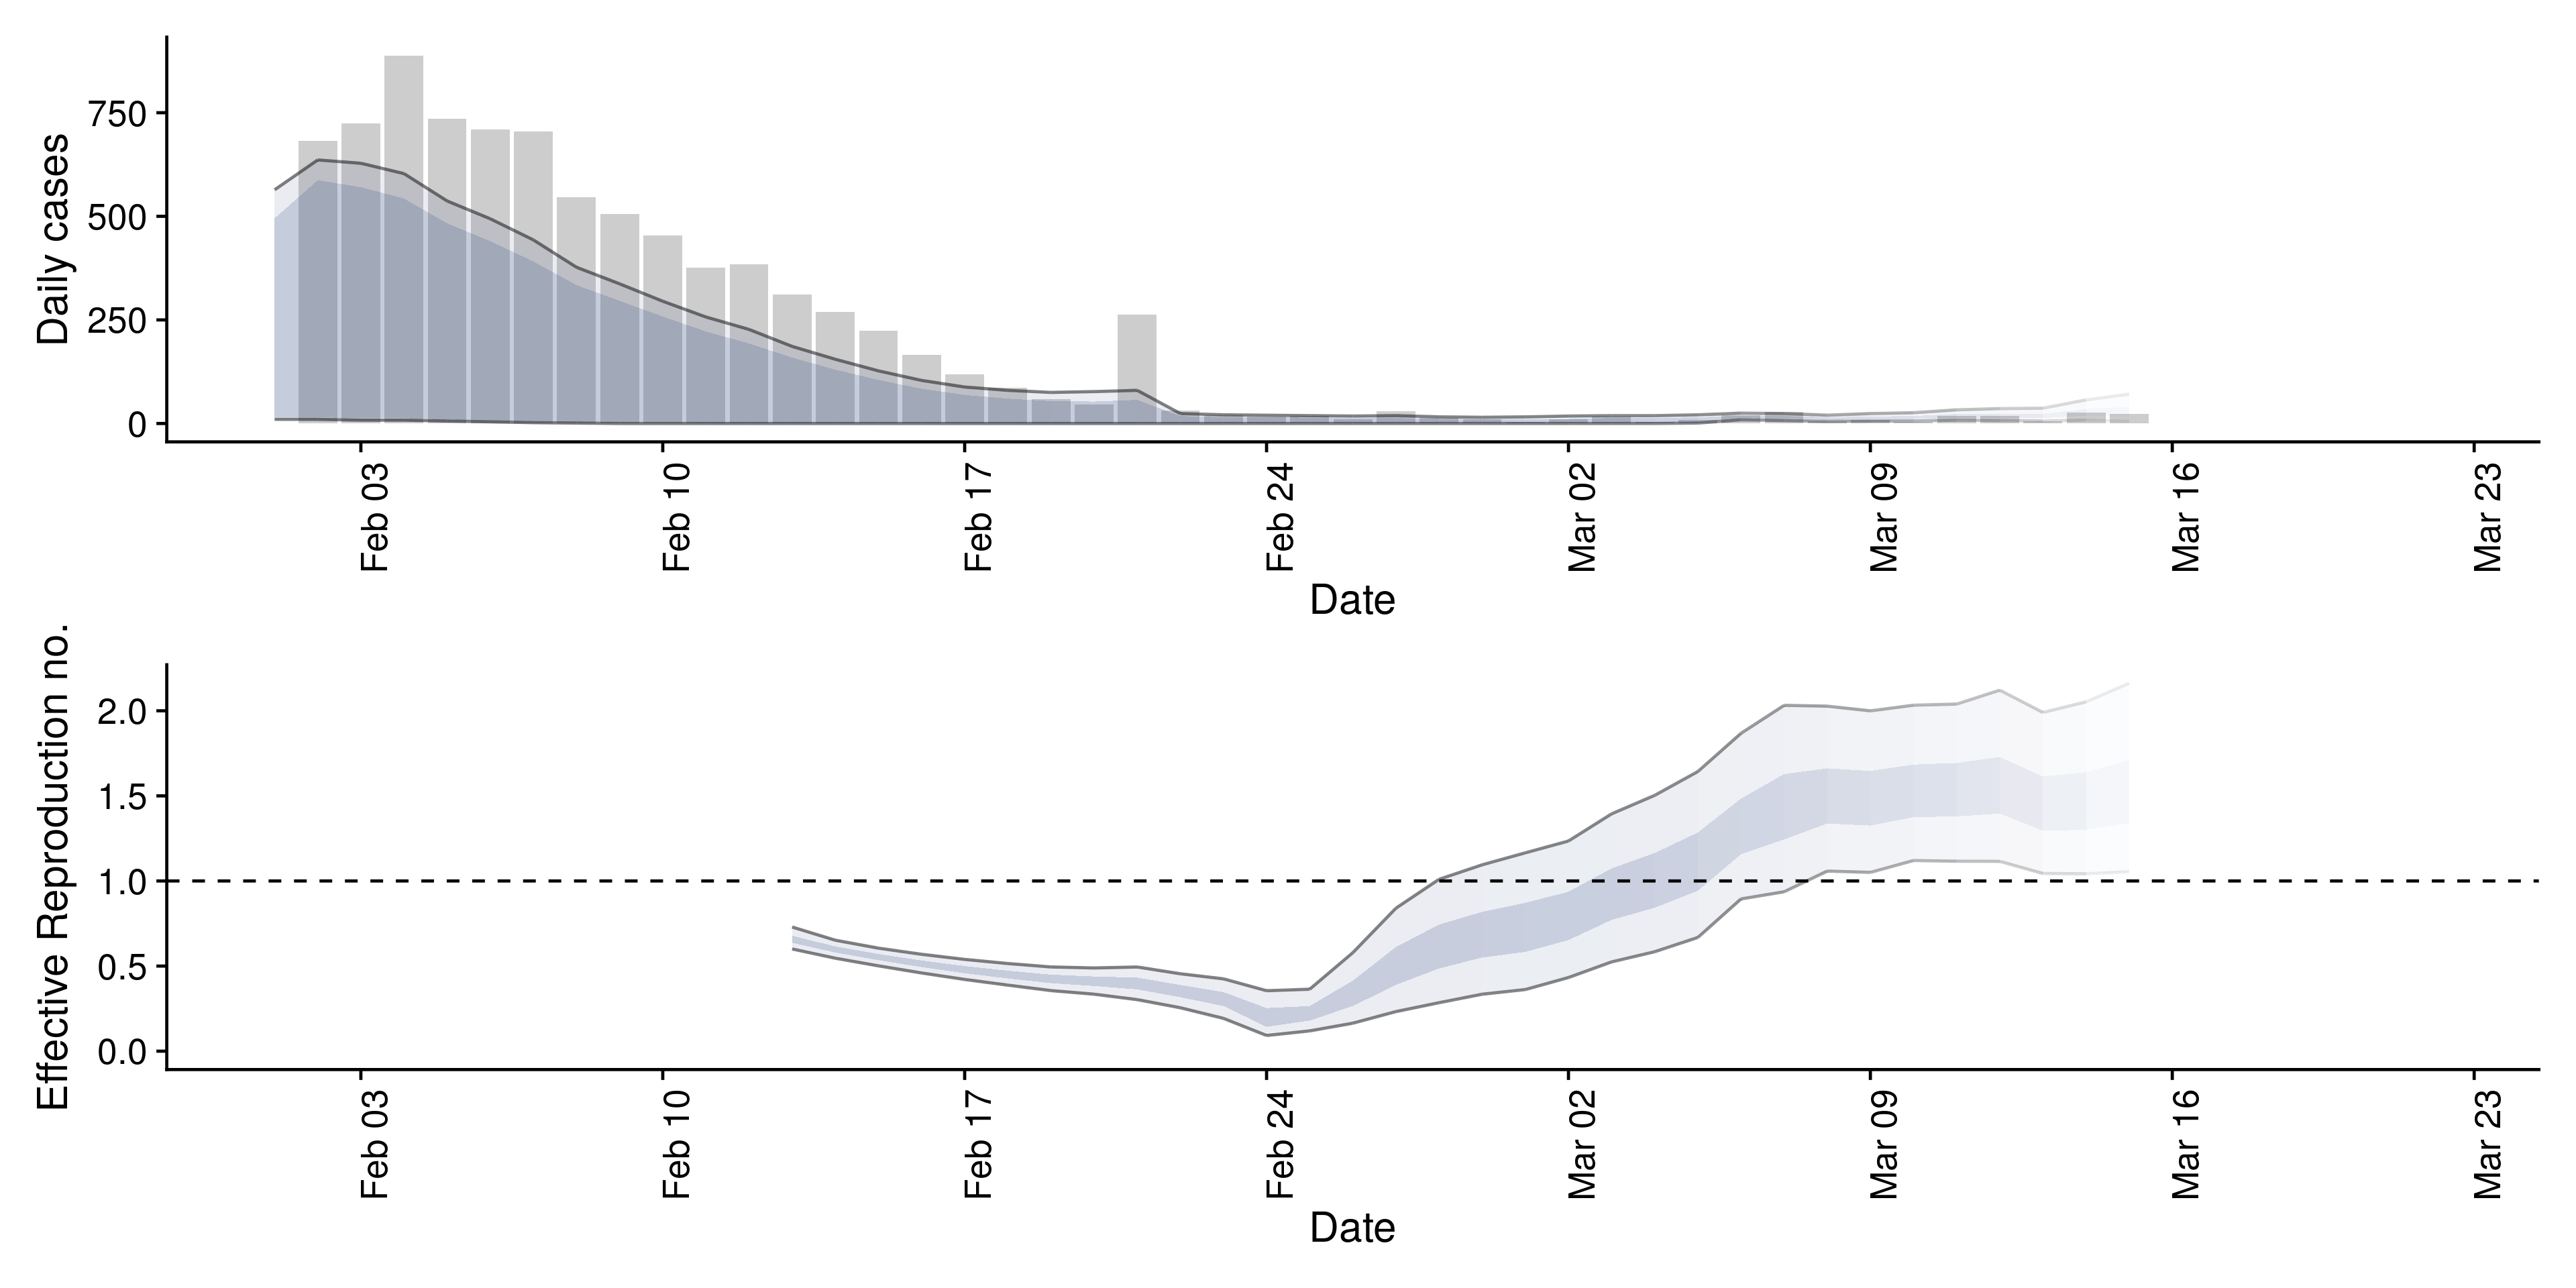 Daily cases
750
500
250
0
Feb 03
Feb 10
Feb 17
Feb 24
Mar 02
Mar 09
Mar 16
Mar 23
Date
Effective Reproduction no.
2.0
1.5
1.0
0.5
0.0
Feb 03
Feb 10
Feb 17
Feb 24
Mar 02
Mar 09
Mar 16
Mar 23
Date